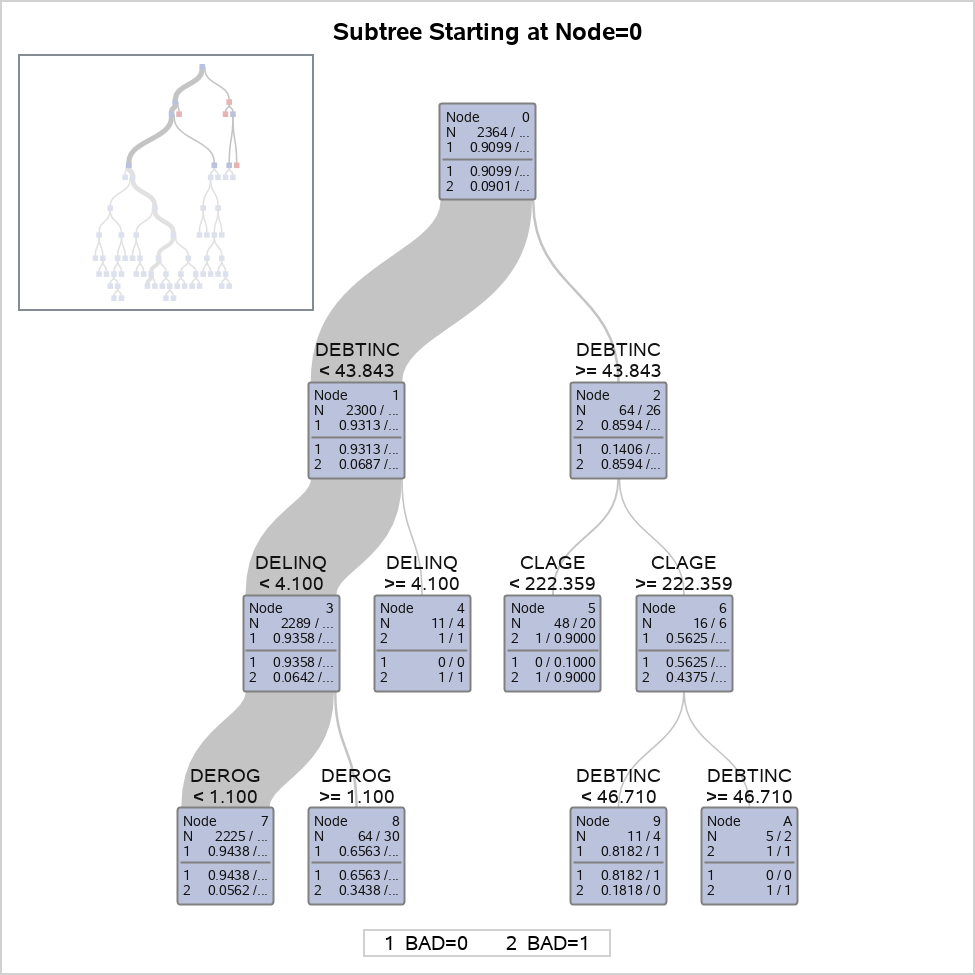 Subtree Starting at Node=0
Node 0
N 2364 / ...
1 0.9099 /...
1 0.9099 /...
2 0.0901 /...
DEBTINC
< 43.843
Node 1
N 2300 / ...
1 0.9313 /...
1 0.9313 /...
2 0.0687 /...
DEBTINC
>= 43.843
Node 2
N 64 / 26
2 0.8594 /...
1 0.1406 /...
2 0.8594 /...
DELINQ
< 4.100
Node 3
N 2289 / ...
1 0.9358 /...
1 0.9358 /...
2 0.0642 /...
DELINQ
>= 4.100
Node 4
N 11 / 4
2 1 / 1
1 0 / 0
2 1 / 1
CLAGE
< 222.359
Node 5
N 48 / 20
2 1 / 0.9000
1 0 / 0.1000
2 1 / 0.9000
CLAGE
>= 222.359
Node 6
N 16 / 6
1 0.5625 /...
1 0.5625 /...
2 0.4375 /...
DEROG
< 1.100
Node 7
N 2225 / ...
1 0.9438 /...
1 0.9438 /...
2 0.0562 /...
DEROG
>= 1.100
Node 8
N 64 / 30
1 0.6563 /...
1 0.6563 /...
2 0.3438 /...
DEBTINC
< 46.710
Node 9
N 11 / 4
1 0.8182 / 1
1 0.8182 / 1
2 0.1818 / 0
DEBTINC
>= 46.710
Node A
N 5 / 2
2 1 / 1
1 0 / 0
2 1 / 1
1 BAD=0 2 BAD=1